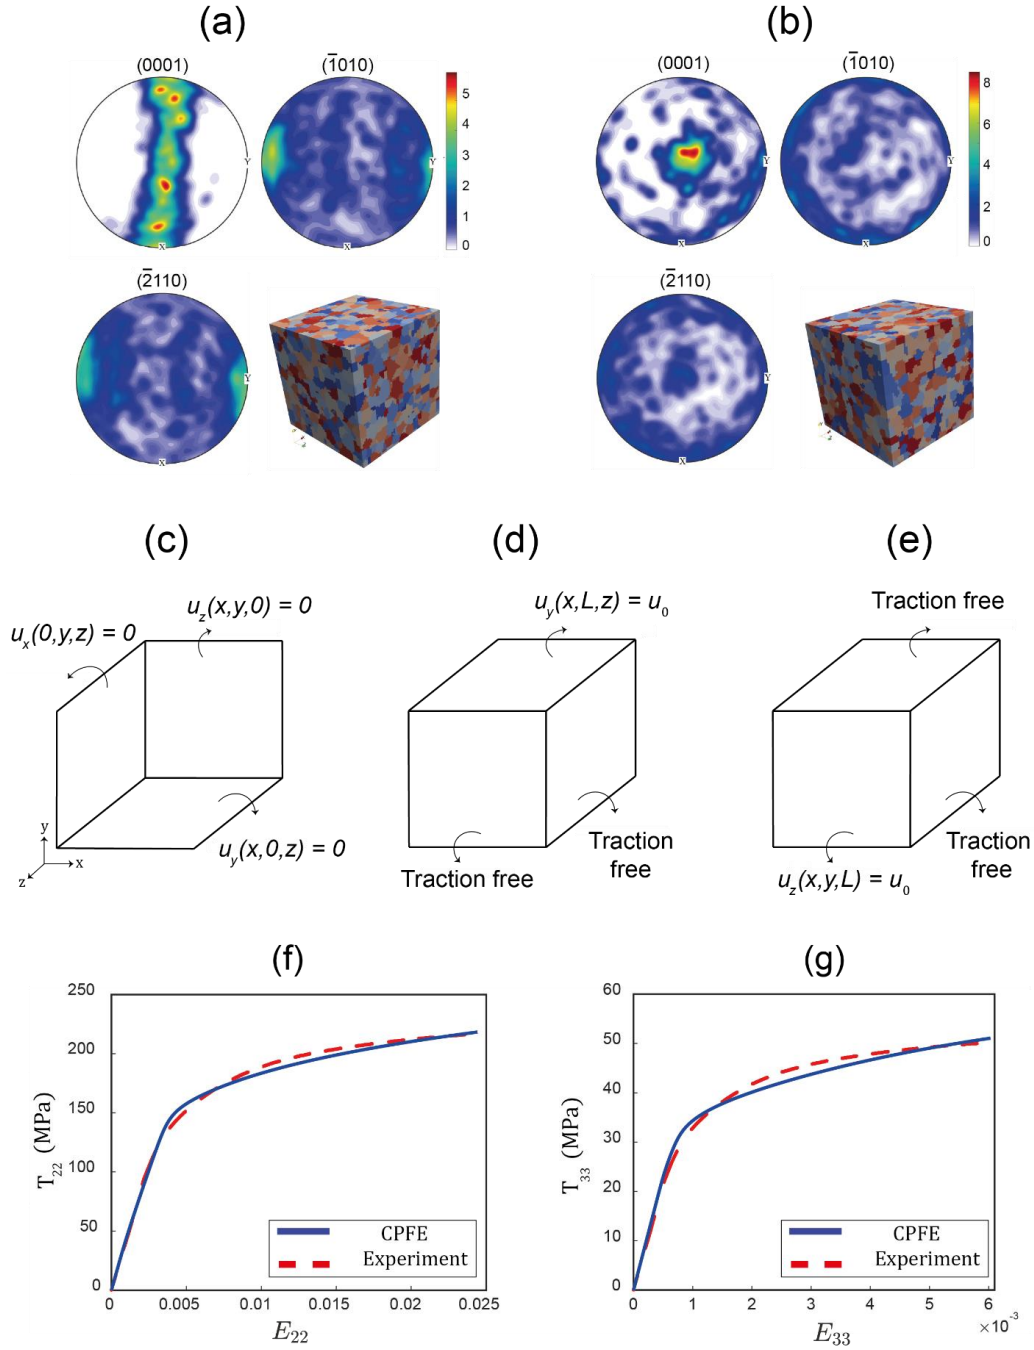 (a)
(b)
(0001)
(1̅010)
(0001)
(1̅010)
5
4
3
2
1
0
8
6
4
2
0
Y
Y
Y
Y
X
X
(2̅110)
(2̅110)
Y
Y
X
X
(c)
(d)
(e)
u_z(x,y,0) = 0
u_x(0,y,z) = 0
u_y(x,0,z) = 0
y
x
z
u_y(x,L,z) = u_0
Traction free
Traction
free
Traction free
u_z(x,y,L) = u_0
Traction
free
(f)
(g)
250
200
150
100
50
0
T_22 (MPa)
0
0.005
0.01
0.015
0.02
0.025
E_22
CPFE
Experiment
60
50
40
30
20
10
0
T_33 (MPa)
0
1
2
3
4
5
6
×10⁻³
E_33
CPFE
Experiment